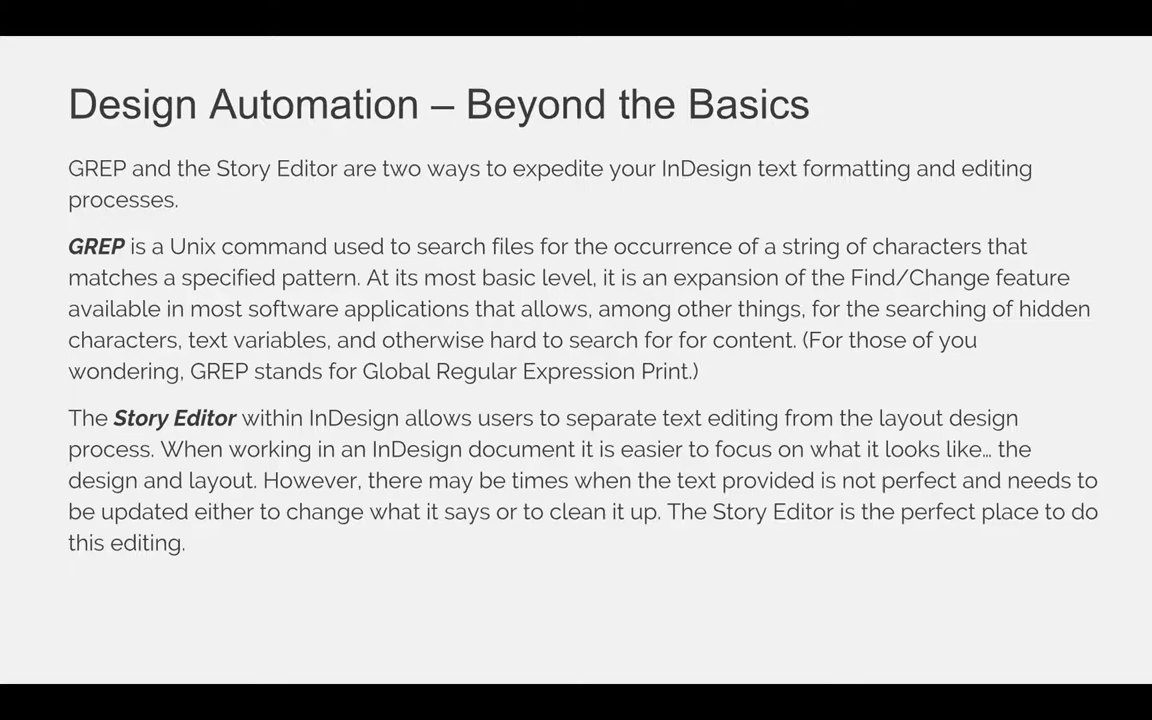 Design Automation – Beyond the Basics
GREP and the Story Editor are two ways to expedite your InDesign text formatting and editing
processes.
GREP is a Unix command used to search files for the occurrence of a string of characters that
matches a specified pattern. At its most basic level, it is an expansion of the Find/Change feature
available in most software applications that allows, among other things, for the searching of hidden
characters, text variables, and otherwise hard to search for for content. (For those of you
wondering, GREP stands for Global Regular Expression Print.)
The Story Editor within InDesign allows users to separate text editing from the layout design
process. When working in an InDesign document it is easier to focus on what it looks like… the
design and layout. However, there may be times when the text provided is not perfect and needs to
be updated either to change what it says or to clean it up. The Story Editor is the perfect place to do
this editing.